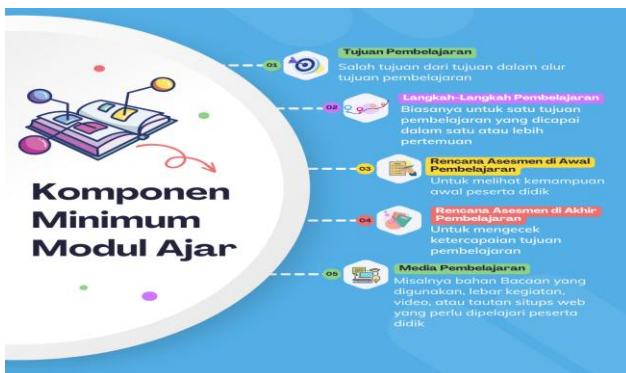 Komponen
Minimum
Modul Ajar
01
Tujuan Pembelajaran
Salah tujuan dari tujuan dalam alur
tujuan pembelajaran
02
Langkah-Langkah Pembelajaran
Biasanya untuk satu tujuan
pembelajaran yang dicapai
dalam satu atau lebih
pertemuan
03
Rencana Asesmen di Awal
Pembelajaran
Untuk melihat kemampuan
awal peserta didik
04
Rencana Asesmen di Akhir
Pembelajaran
Untuk mengecek
ketercapaian tujuan
pembelajaran
05
Media Pembelajaran
Misalnya bahan Bacaan yang
digunakan, lebar kegiatan,
video, atau tautan situps web
yang perlu dipelajari peserta
didik